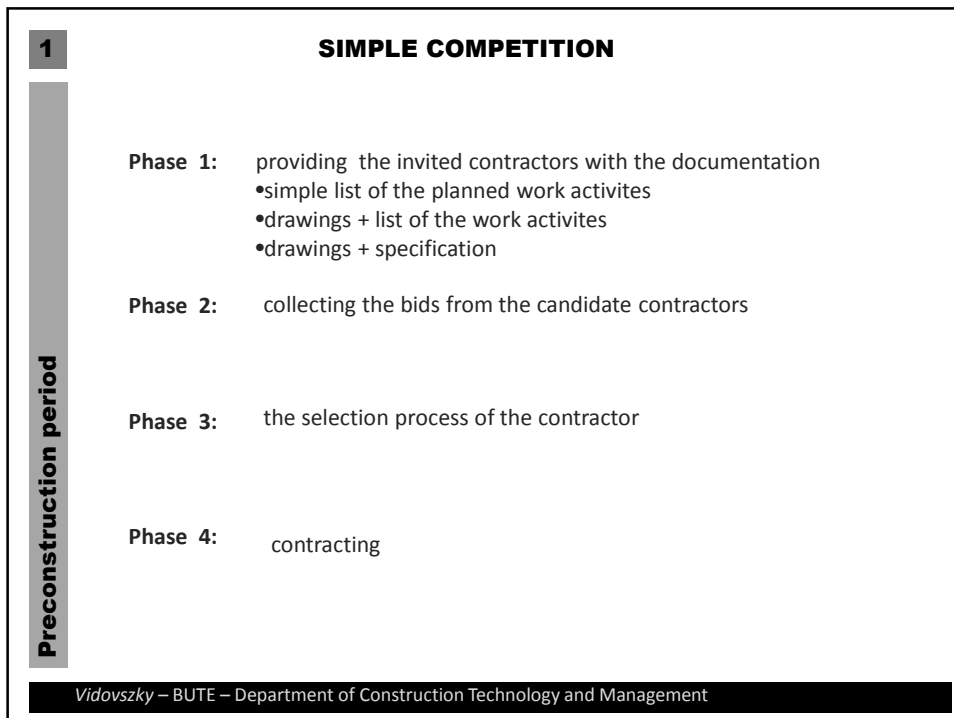 1
SIMPLE COMPETITION
Phase 1: providing the invited contractors with the documentation
•simple list of the planned work activites
•drawings + list of the work activites
•drawings + specification
Phase 2: collecting the bids from the candidate contractors
Phase 3: the selection process of the contractor
Phase 4: contracting
Preconstruction period
Vidovszky – BUTE – Department of Construction Technology and Management